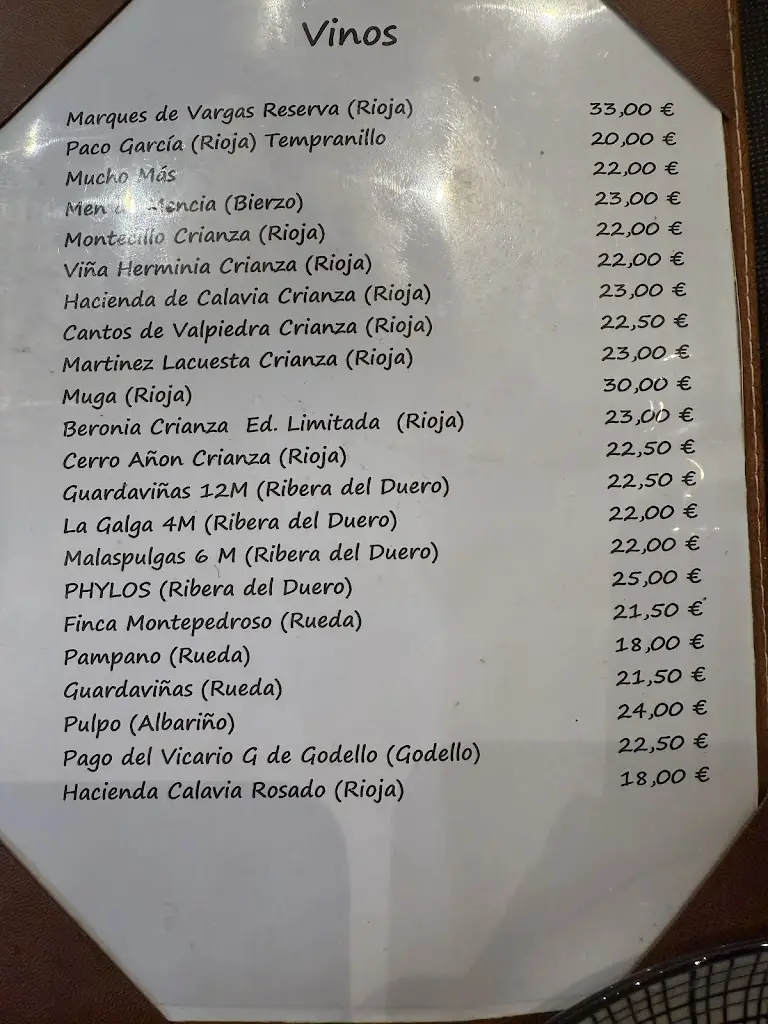 Vinos
Marques de Vargas Reserva (Rioja) 33,00 €
Paco García (Rioja) Tempranillo 20,00 €
Mucho Más 22,00 €
Mencia (Bierzo) 23,00 €
Montecillo Crianza (Rioja) 22,00 €
Viña Herminia Crianza (Rioja) 22,00 €
Hacienda de Calavia Crianza (Rioja) 23,00 €
Cantos de Valpiedra Crianza (Rioja) 22,50 €
Martinez Lacuesta Crianza (Rioja) 23,00 €
Muga (Rioja) 30,00 €
Beronia Crianza Ed. Limitada (Rioja) 23,00 €
Cerro Añon Crianza (Rioja) 22,50 €
Guardaviñas 12M (Ribera del Duero) 22,50 €
La Galga 4M (Ribera del Duero) 22,00 €
Malaspulgas 6 M (Ribera del Duero) 22,00 €
PHYLOS (Ribera del Duero) 25,00 €
Finca Montepedroso (Rueda) 21,50 €
Pampano (Rueda) 18,00 €
Guardaviñas (Rueda) 21,50 €
Pulpo (Albariño) 24,00 €
Pago del Vicario G de Godello (Godello) 22,50 €
Hacienda Calavia Rosado (Rioja) 18,00 €